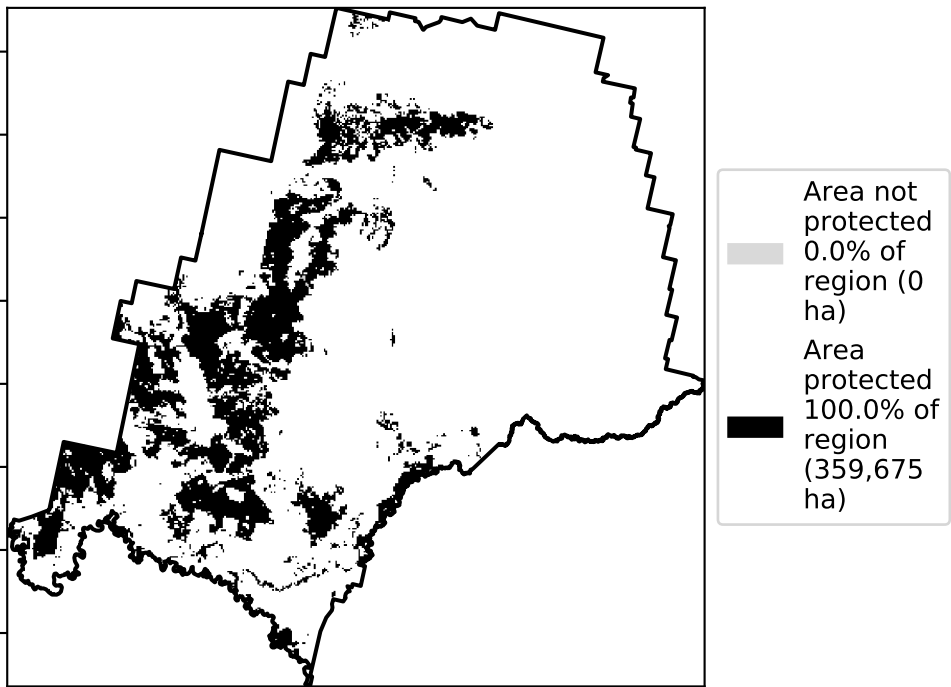 Area not
protected
0.0% of
region (0
ha)
Area
protected
100.0% of
region
(359,675
ha)